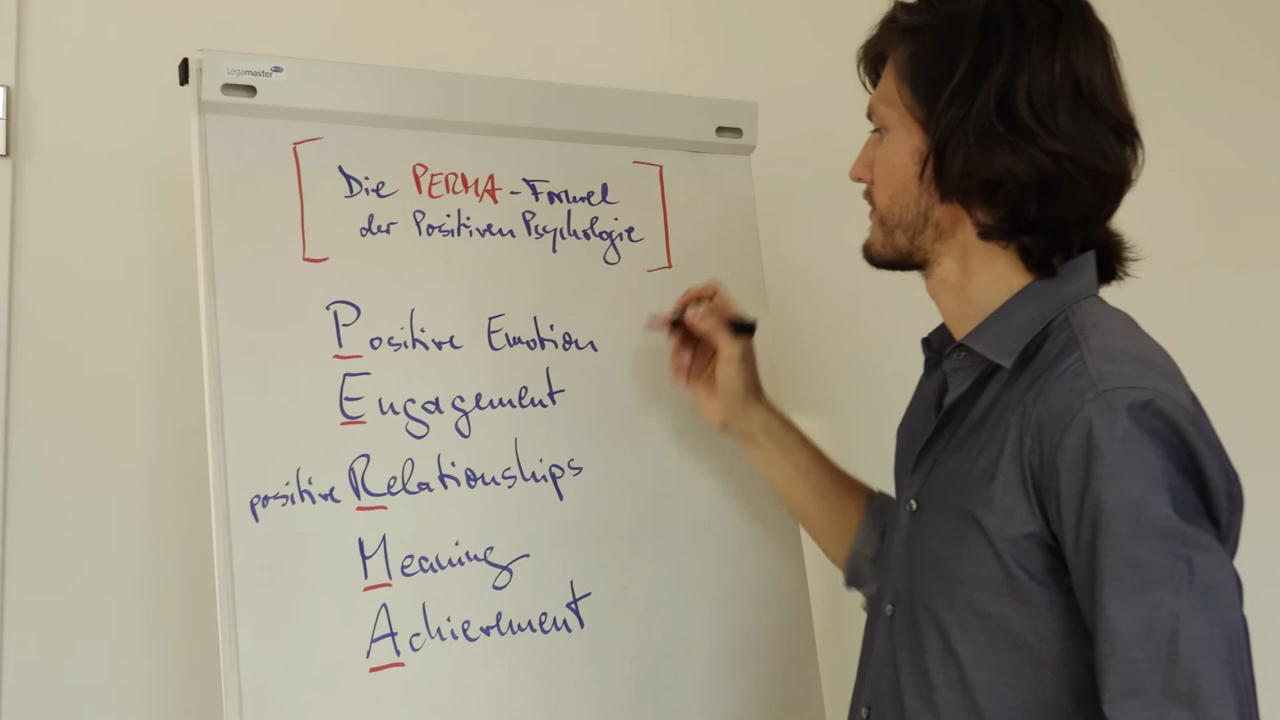 Legamaster
Die PERMA-Formel
der Positiven Psychologie
Positive Emotion
Engagement
positive Relationships
Meaning
Achievement